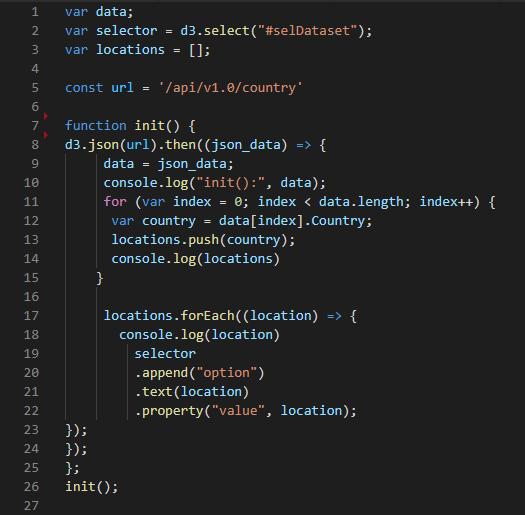 1 var data;
2 var selector = d3.select("#selDataset");
3 var locations = [];
4
5 const url = '/api/v1.0/country'
6
7 function init() {
8 d3.json(url).then((json_data) => {
9 data = json_data;
10 console.log("init():", data);
11 for (var index = 0; index < data.length; index++) {
12 var country = data[index].Country;
13 locations.push(country);
14 console.log(locations)
15 }
16
17 locations.forEach((location) => {
18 console.log(location)
19 selector
20 .append("option")
21 .text(location)
22 .property("value", location);
23 });
24 });
25 };
26 init();
27